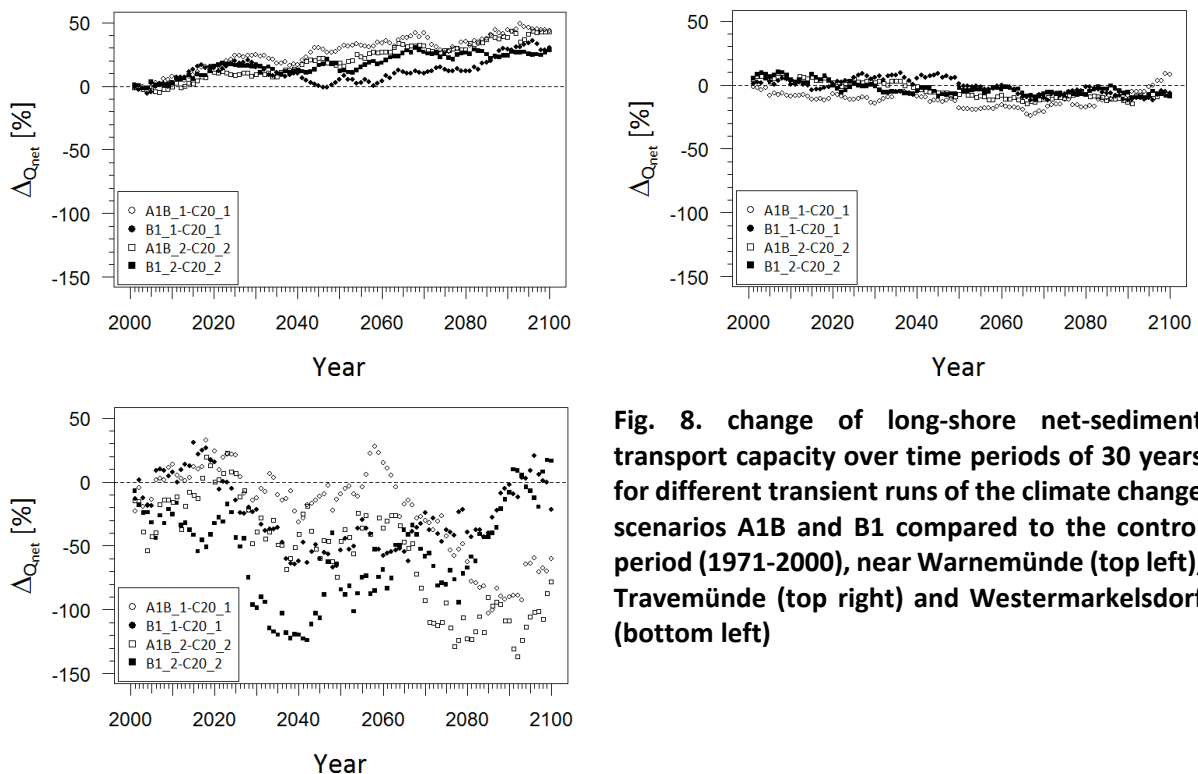 50
0
-50
-100
-150
ΔQnet [%]
A1B_1-C20_1
B1_1-C20_1
A1B_2-C20_2
B1_2-C20_2
2000 2020 2040 2060 2080 2100
Year
50
0
-50
-100
-150
ΔQnet [%]
A1B_1-C20_1
B1_1-C20_1
A1B_2-C20_2
B1_2-C20_2
2000 2020 2040 2060 2080 2100
Year
50
0
-50
-100
-150
ΔQnet [%]
A1B_1-C20_1
B1_1-C20_1
A1B_2-C20_2
B1_2-C20_2
2000 2020 2040 2060 2080 2100
Year
Fig. 8. change of long-shore net-sediment
transport capacity over time periods of 30 years
for different transient runs of the climate change
scenarios A1B and B1 compared to the contro
period (1971-2000), near Warnemünde (top left),
Travemünde (top right) and Westermarkelsdorf
(bottom left)